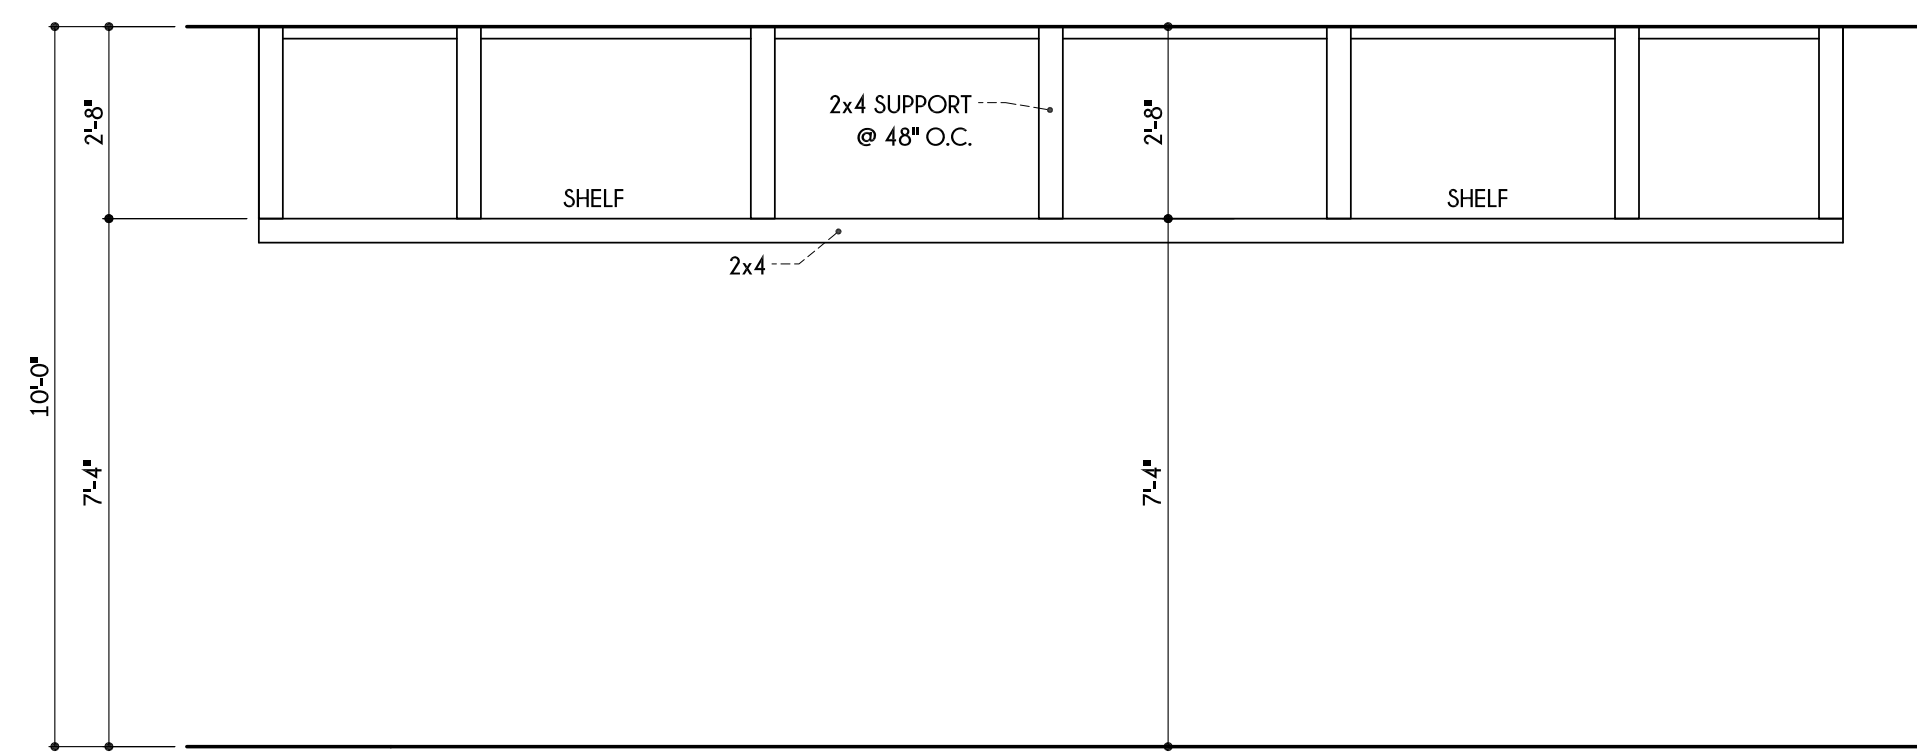 2'-8"
2x4 SUPPORT
@ 48" O.C.
2'-8"
SHELF
SHELF
2x4
10'-0"
7'-4"
7'-4"